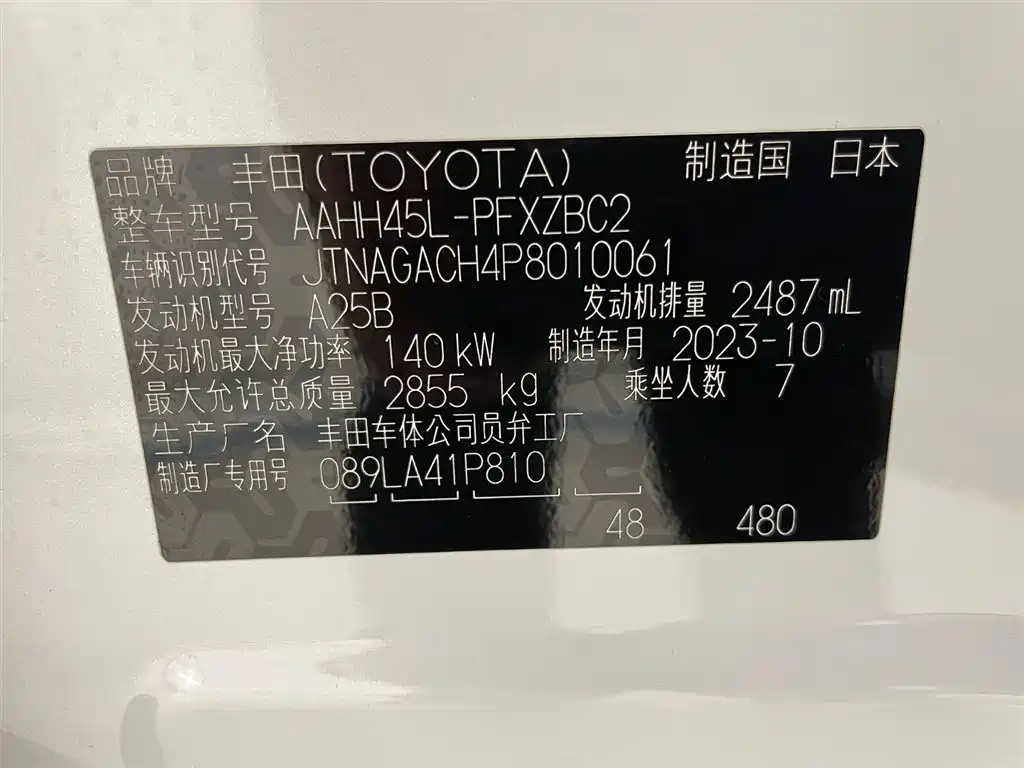 品牌 丰田(TOYOTA) 制造国 日本
整车型号 AAHH45L-PFXZBC2
车辆识别代号 JTNAGACH4P8010061
发动机型号 A25B 发动机排量 2487mL
发动机最大净功率 140kW 制造年月 2023-10
最大允许总质量 2855 kg 乘坐人数 7
生产厂名 丰田车体公司员弁工厂
制造厂专用号 089LA41P810
48 480